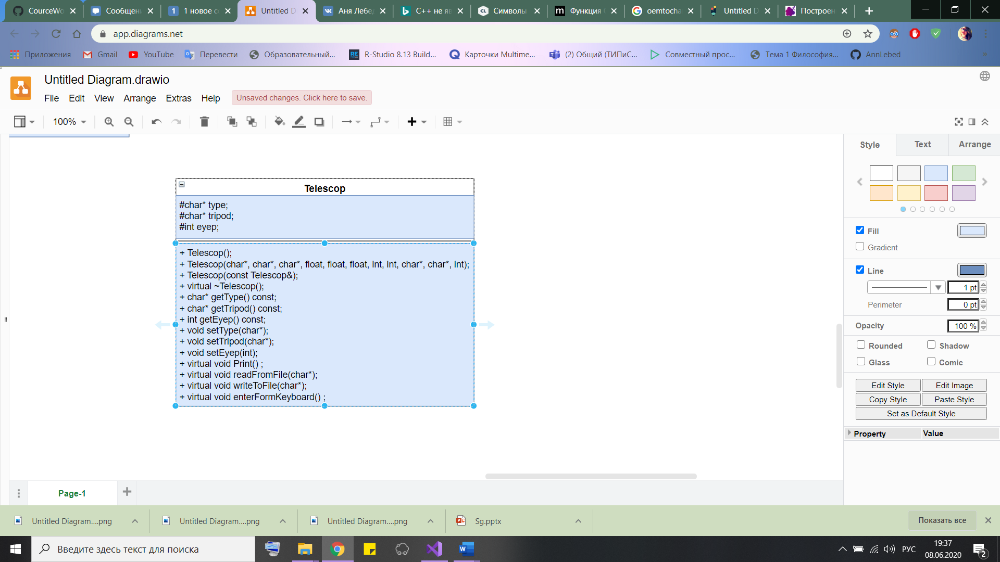 CourceWo
Сообщен
1 новое с
Untitled D
Аня Лебед
C++ не яв
Символы
Функция
oemtocha
Untitled D
Построен
app.diagrams.net
Приложения
Gmail
YouTube
Перевести
Образовательный...
R-Studio 8.13 Build...
Карточки Multime...
(2) Общий (ТИПиС...
Совместный прос...
Тема 1 Философия...
AnnLebed
Untitled Diagram.drawio
File Edit View Arrange Extras Help
Unsaved changes. Click here to save.
100%
Telescop
#char* type;
#char* tripod;
#int eyep;
+ Telescop();
+ Telescop(char*, char*, char*, float, float, float, int, int, char*, char*, int);
+ Telescop(const Telescop&);
+ virtual ~Telescop();
+ char* getType() const;
+ char* getTripod() const;
+ int getEyep() const;
+ void setType(char*);
+ void setTripod(char*);
+ void setEyep(int);
+ virtual void Print() ;
+ virtual void readFromFile(char*);
+ virtual void writeToFile(char*);
+ virtual void enterFormKeyboard() ;
Style Text Arrange
Fill
Gradient
Line
1 pt
Perimeter 0 pt
Opacity 100 %
Rounded Shadow
Glass Comic
Edit Style Edit Image
Copy Style Paste Style
Set as Default Style
Property Value
Page-1
Untitled Diagram....png
Untitled Diagram....png
Untitled Diagram....png
Sg.pptx
Показать все
Введите здесь текст для поиска
РУС
19:37
08.06.2020
2